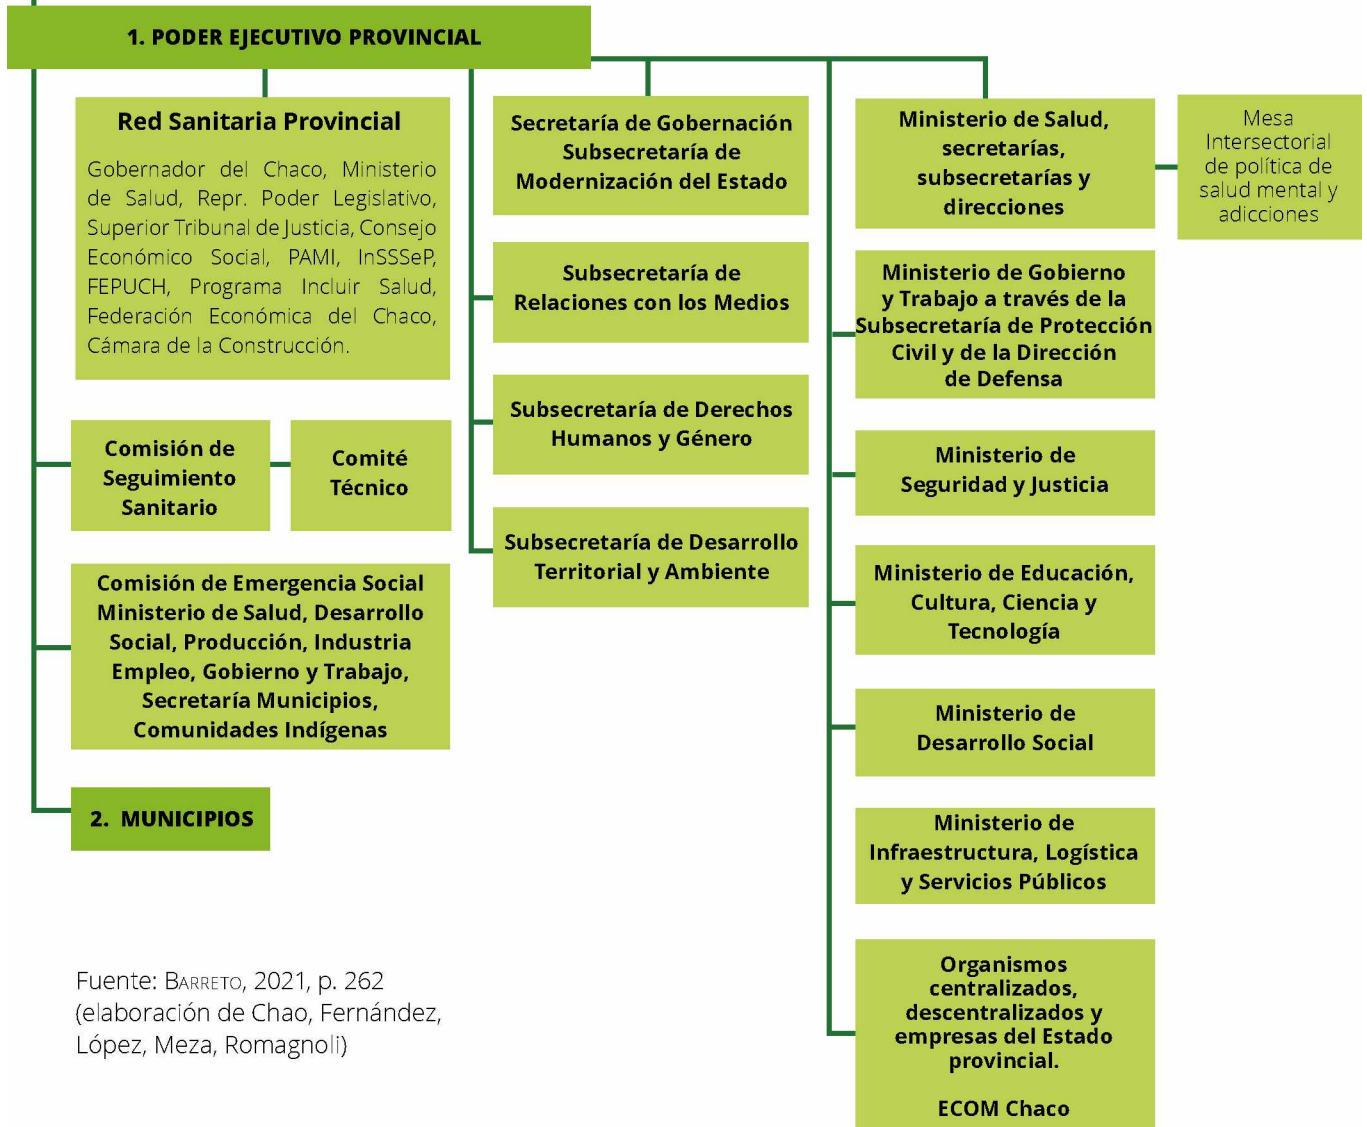 1. PODER EJECUTIVO PROVINCIAL
Red Sanitaria Provincial
Gobernador del Chaco, Ministerio
de Salud, Repr. Poder Legislativo,
Superior Tribunal de Justicia, Consejo
Económico Social, PAMI, InSSSeP,
FEPUCH, Programa Incluir Salud,
Federación Económica del Chaco,
Cámara de la Construcción.
Comisión de
Seguimiento
Sanitario
Comité
Técnico
Comisión de Emergencia Social
Ministerio de Salud, Desarrollo
Social, Producción, Industria
Empleo, Gobierno y Trabajo,
Secretaría Municipios,
Comunidades Indígenas
2. MUNICIPIOS
Secretaría de Gobernación
Subsecretaría de
Modernización del Estado
Subsecretaría de
Relaciones con los Medios
Subsecretaría de Derechos
Humanos y Género
Subsecretaría de Desarrollo
Territorial y Ambiente
Ministerio de Salud,
secretarías,
subsecretarías y
direcciones
Mesa
Intersectorial
de política de
salud mental y
adicciones
Ministerio de Gobierno
y Trabajo a través de la
Subsecretaría de Protección
Civil y de la Dirección
de Defensa
Ministerio de
Seguridad y Justicia
Ministerio de Educación,
Cultura, Ciencia y
Tecnología
Ministerio de
Desarrollo Social
Ministerio de
Infraestructura, Logística
y Servicios Públicos
Organismos
centralizados,
descentralizados y
empresas del Estado
provincial.
ECOM Chaco
Fuente: BARRETO, 2021, p. 262
(elaboración de Chao, Fernández,
López, Meza, Romagnoli)